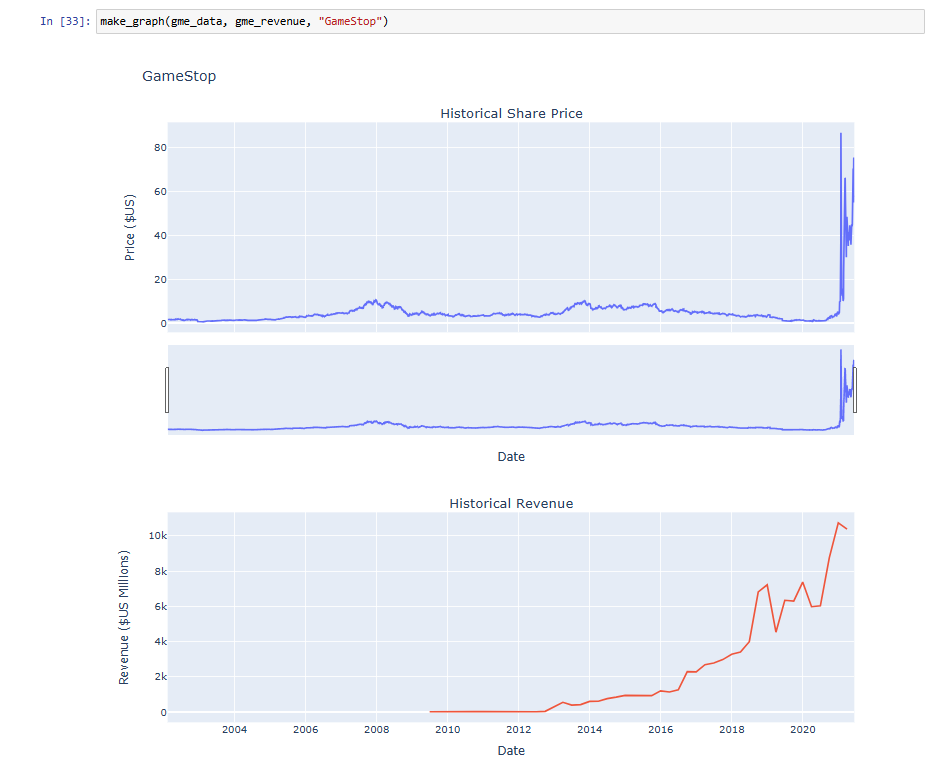 In [33]: make_graph(gme_data, gme_revenue, "GameStop")
GameStop
Historical Share Price
80
60
40
20
0
Price ($US)
Date
Historical Revenue
10k
8k
6k
4k
2k
0
Revenue ($US Millions)
2004 2006 2008 2010 2012 2014 2016 2018 2020
Date